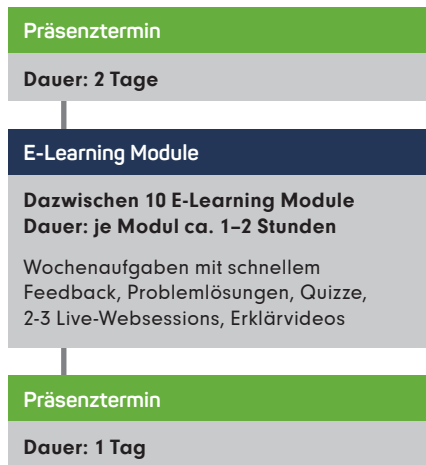 Präsenztermin
Dauer: 2 Tage
E-Learning Module
Dazwischen 10 E-Learning Module
Dauer: je Modul ca. 1–2 Stunden
Wochenaufgaben mit schnellem
Feedback, Problemlösungen, Quizze,
2-3 Live-Websessions, Erklärvideos
Präsenztermin
Dauer: 1 Tag